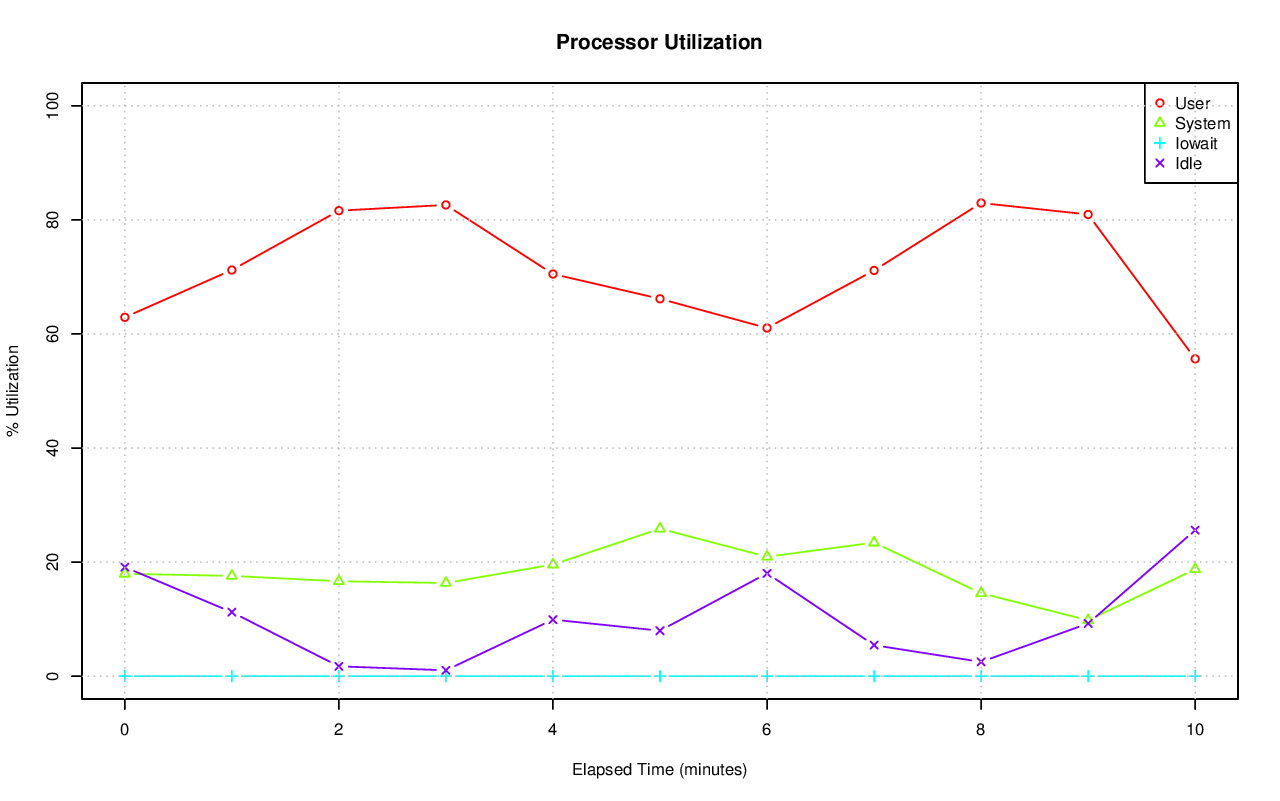 Processor Utilization
% Utilization
100
80
60
40
20
0
User
System
Iowait
Idle
0 2 4 6 8 10
Elapsed Time (minutes)